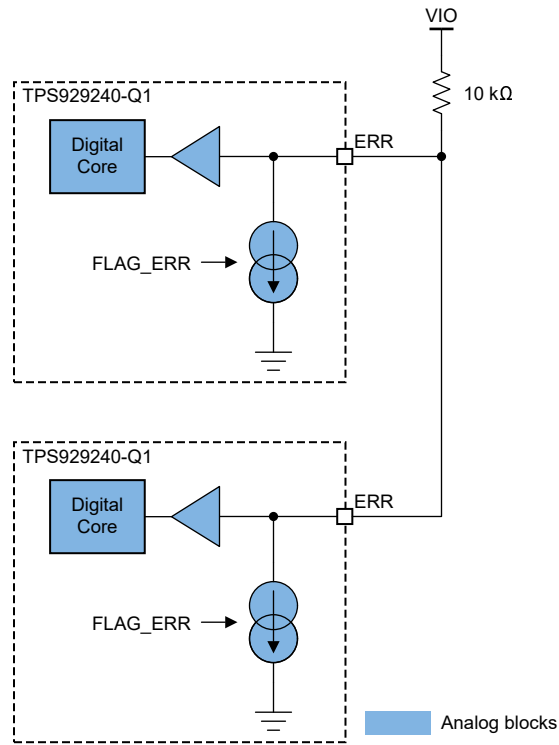 VIO
10 kΩ
TPS929240-Q1
ERR
Digital
Core
FLAG_ERR
TPS929240-Q1
ERR
Digital
Core
FLAG_ERR
Analog blocks